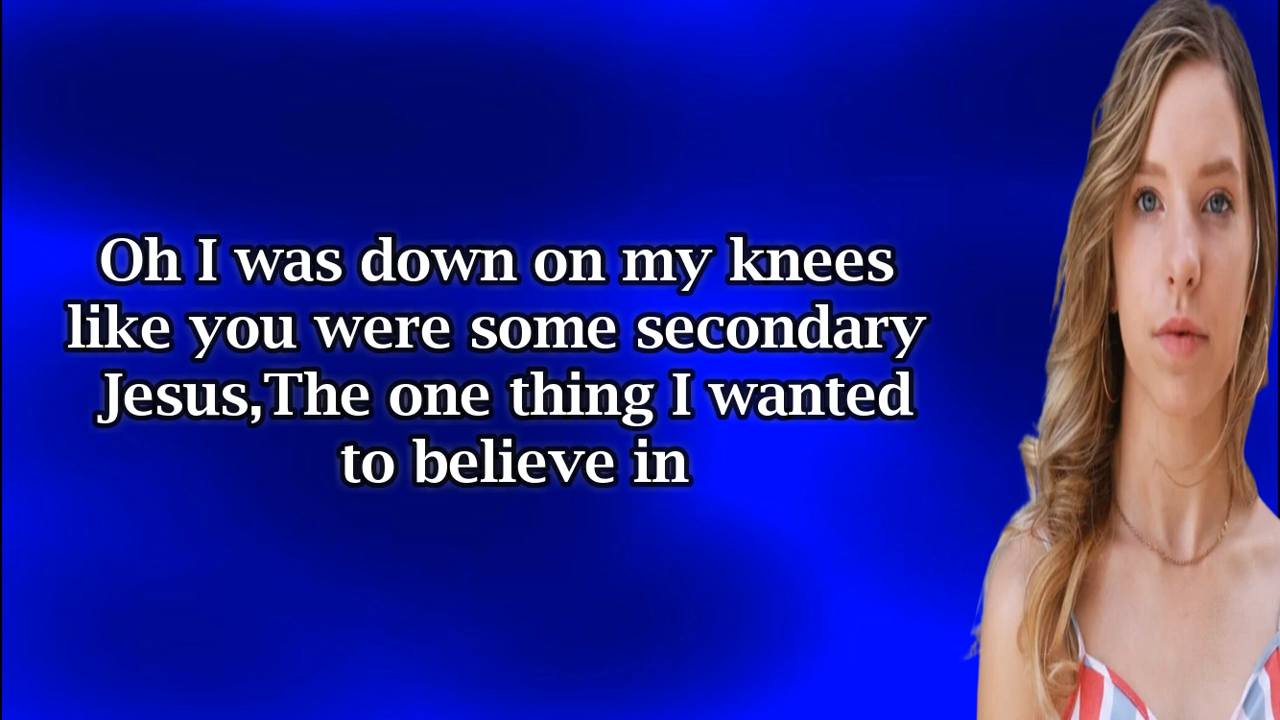 Oh I was down on my knees
like you were some secondary
Jesus,The one thing I wanted
to believe in